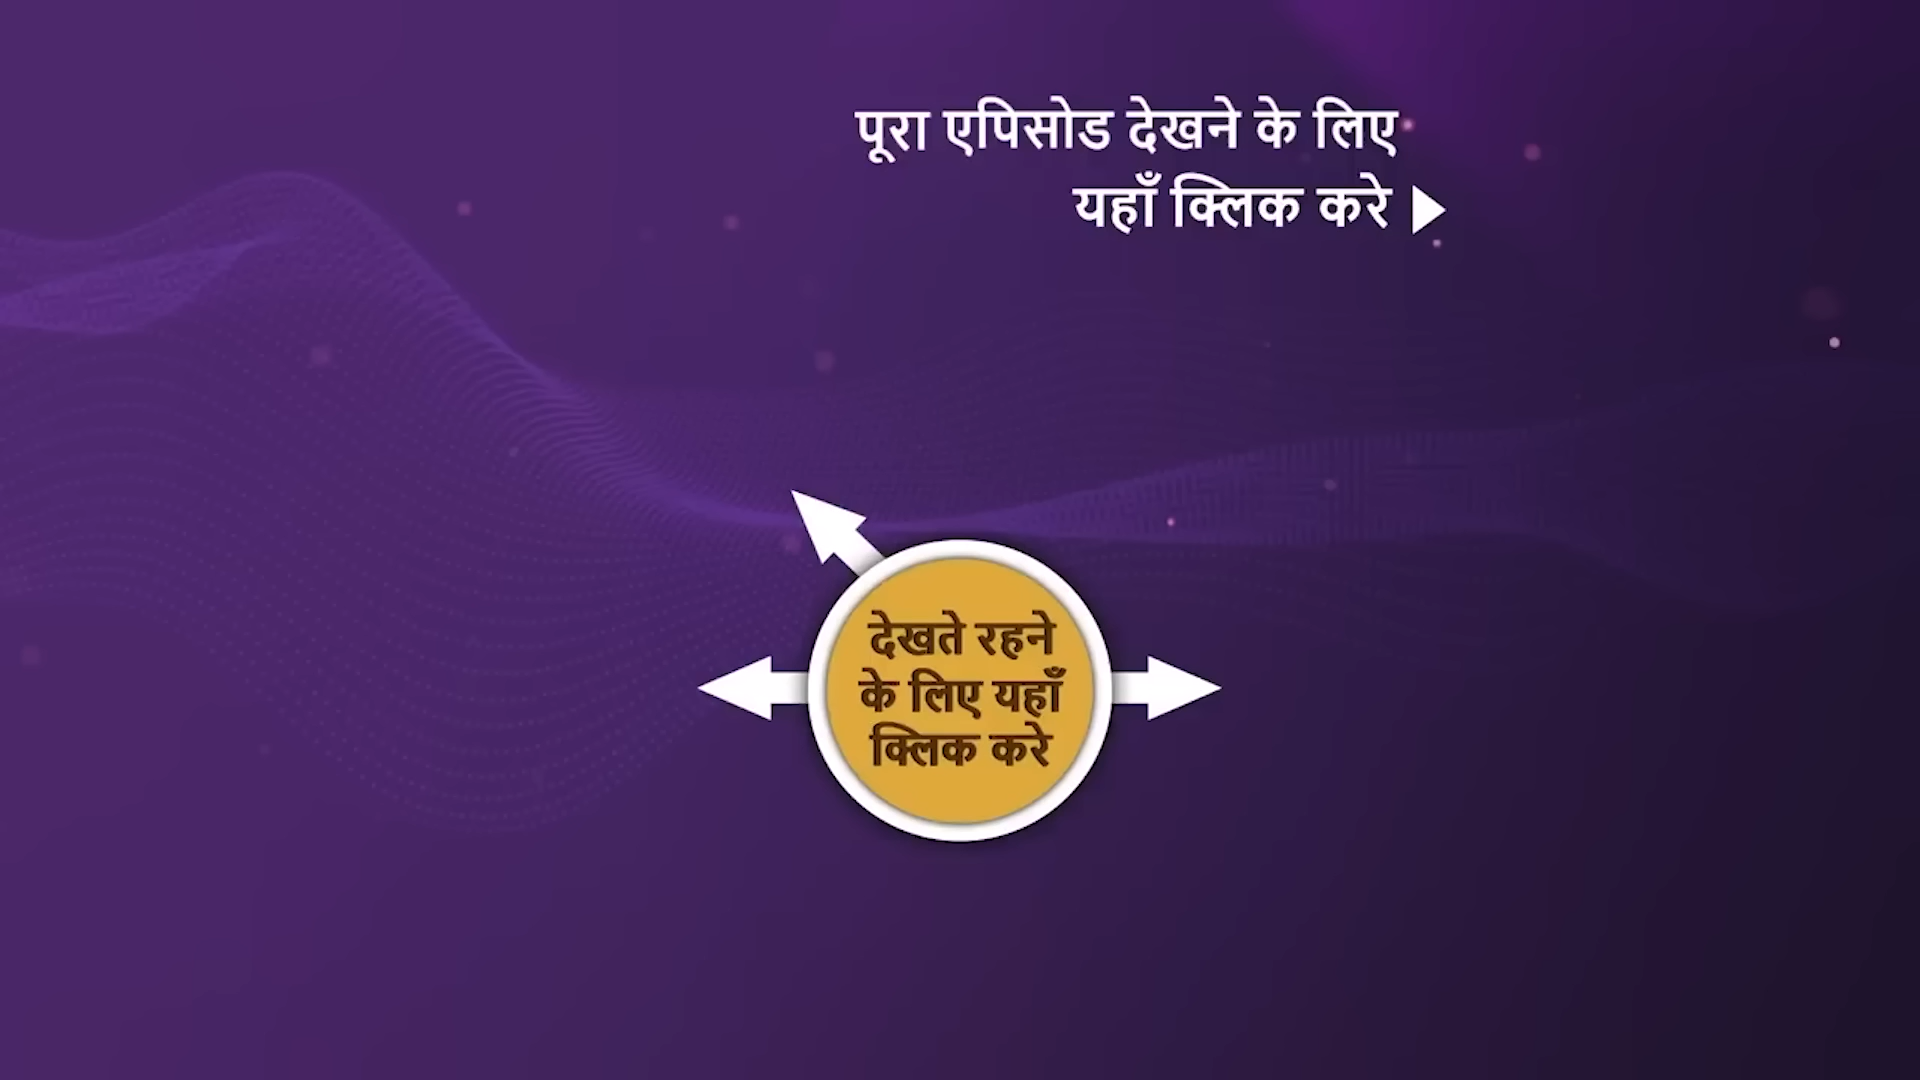 पूरा एपिसोड देखने के लिए
यहाँ क्लिक करे
देखते रहने
के लिए यहाँ
क्लिक करे